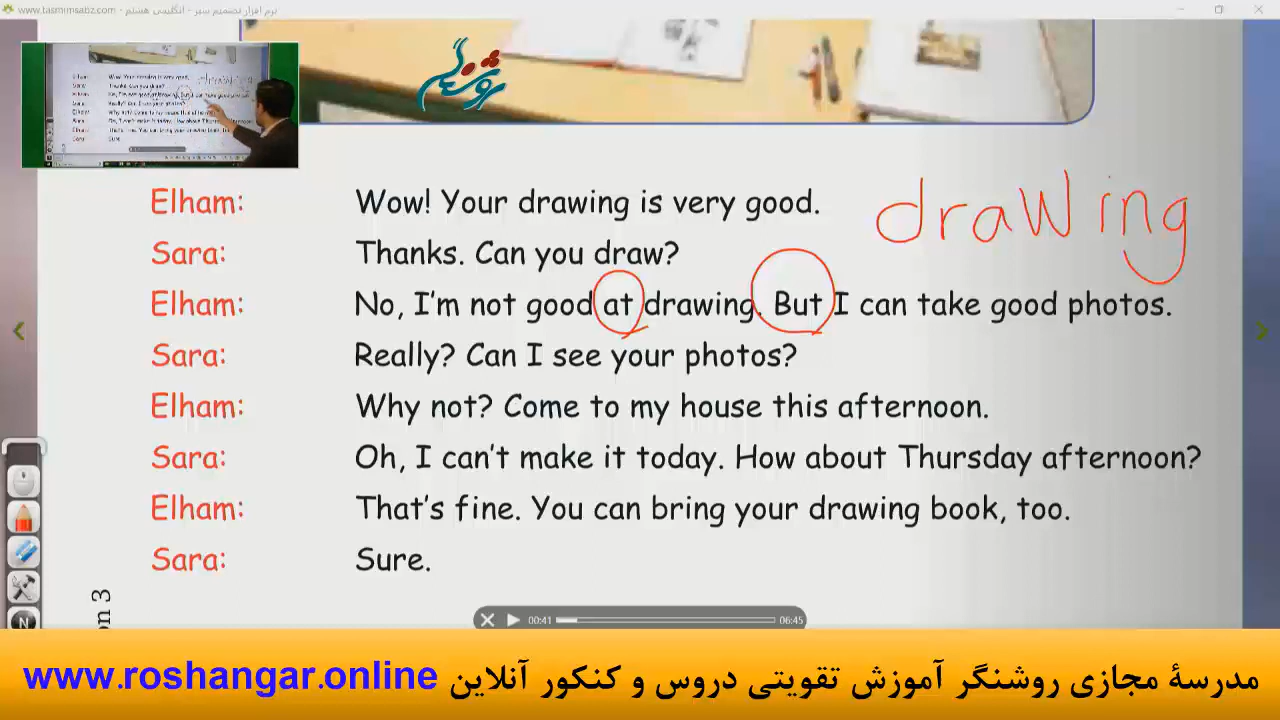 www.tasmimsabz.com - نرم افزار تصمیم سبز - انگلیسی هشتم
روشنگر
drawing
Elham: Wow! Your drawing is very good.
Sara: Thanks. Can you draw?
Elham: No, I'm not good at drawing. But I can take good photos.
Sara: Really? Can I see your photos?
Elham: Why not? Come to my house this afternoon.
Sara: Oh, I can't make it today. How about Thursday afternoon?
Elham: That's fine. You can bring your drawing book, too.
Sara: Sure.
on 3
N
00:41 06:45
مدرسهٔ مجازی روشنگر آموزش تقویتی دروس و کنکور آنلاین www.roshangar.online